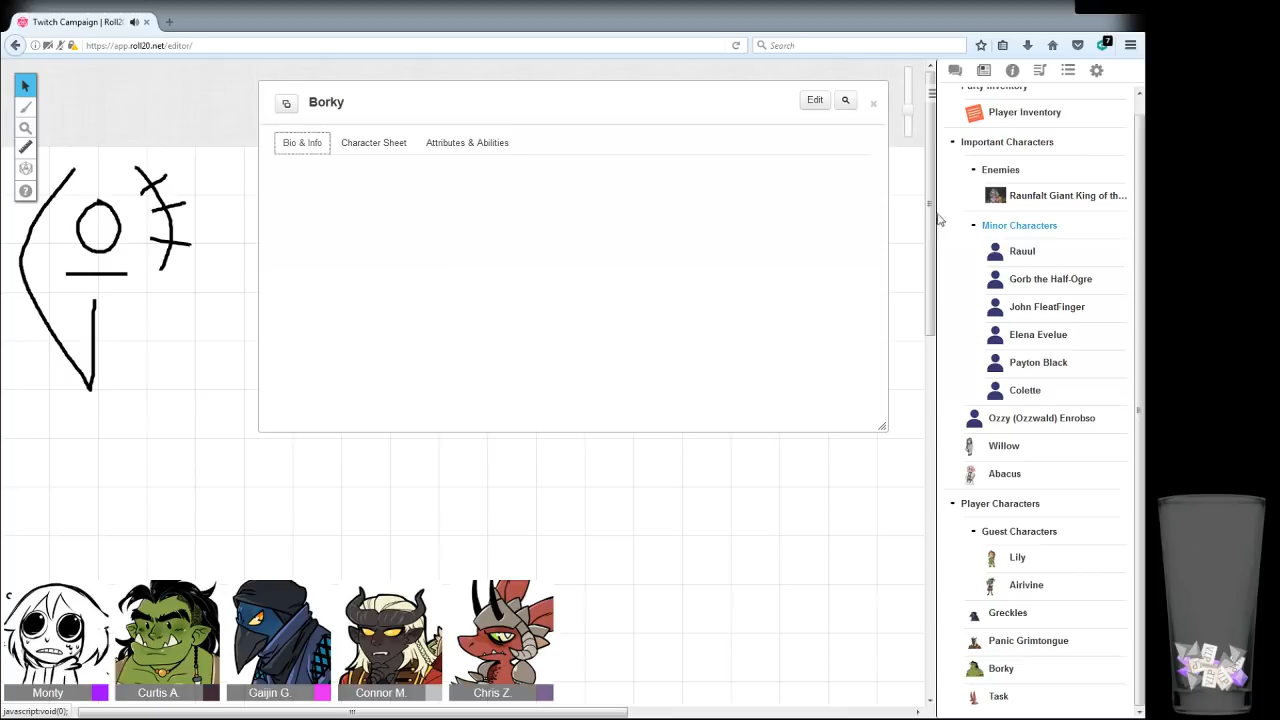 Twitch Campaign | Roll20
https://app.roll20.net/editor/
Search
7
Borky
Edit
Bio & Info
Character Sheet
Attributes & Abilities
Party Inventory
Player Inventory
Important Characters
Enemies
Raunfalt Giant King of th...
Minor Characters
Rauul
Gorb the Half-Ogre
John FleatFinger
Elena Evelue
Payton Black
Colette
Ozzy (Ozzwald) Enrobso
Willow
Abacus
Player Characters
Guest Characters
Lily
Airivine
Greckles
Panic Grimtongue
Borky
Task
Monty
Curtis A.
Gaijin G.
Connor M.
Chris Z.
javascript:void(0);